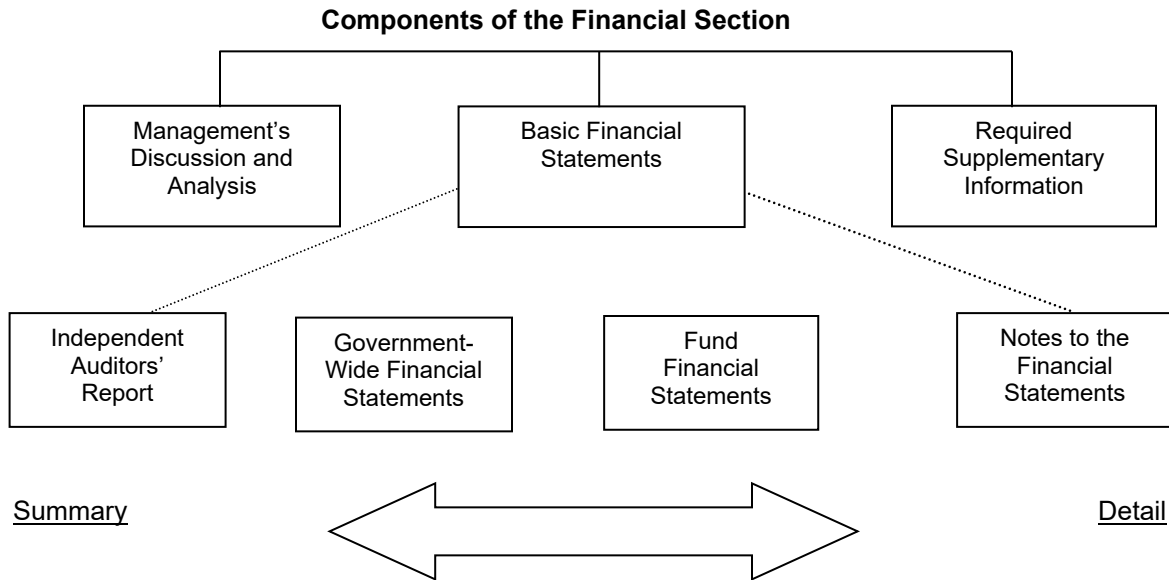 Components of the Financial Section
Management’s
Discussion and
Analysis
Basic Financial
Statements
Required
Supplementary
Information
Independent
Auditors’
Report
Government-
Wide Financial
Statements
Fund
Financial
Statements
Notes to the
Financial
Statements
Summary
Detail